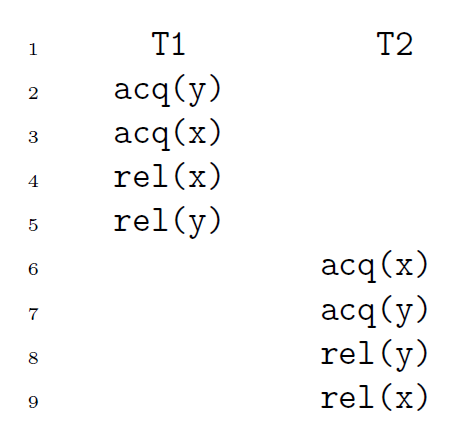 1 T1 T2
2 acq(y)
3 acq(x)
4 rel(x)
5 rel(y)
6 acq(x)
7 acq(y)
8 rel(y)
9 rel(x)